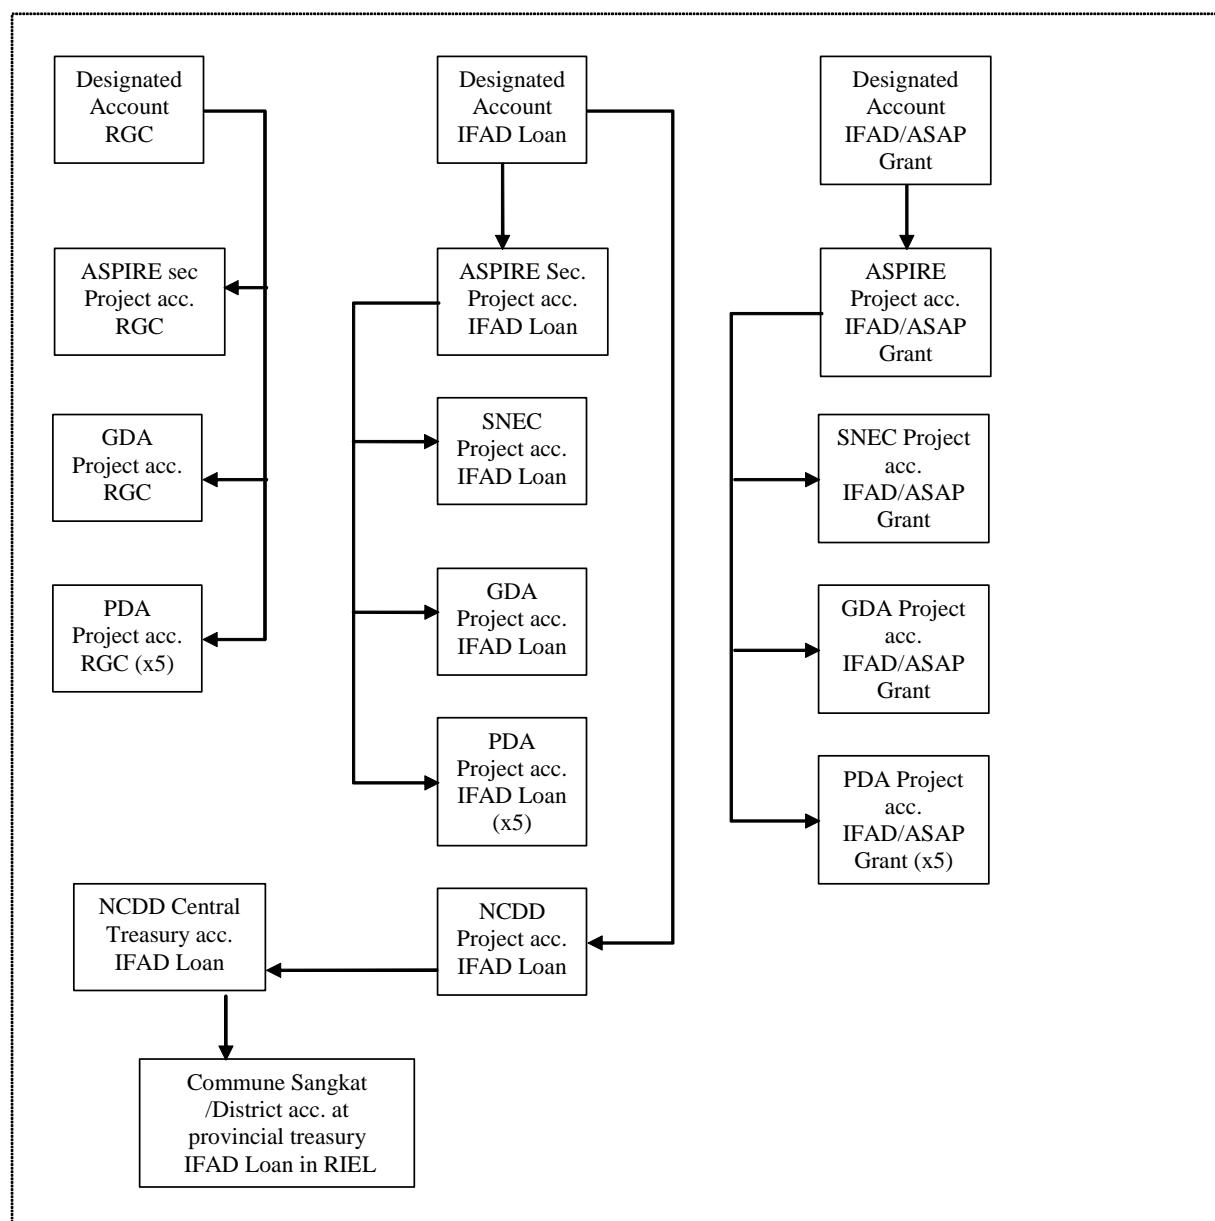 Designated
Account
RGC
Designated
Account
IFAD Loan
Designated
Account
IFAD/ASAP
Grant
ASPIRE sec
Project acc.
RGC
ASPIRE Sec.
Project acc.
IFAD Loan
ASPIRE
Project acc.
IFAD/ASAP
Grant
GDA
Project acc.
RGC
SNEC
Project acc.
IFAD Loan
SNEC Project
acc.
IFAD/ASAP
Grant
PDA
Project acc.
RGC (x5)
GDA
Project acc.
IFAD Loan
GDA Project
acc.
IFAD/ASAP
Grant
PDA
Project acc.
IFAD Loan
(x5)
PDA Project
acc.
IFAD/ASAP
Grant (x5)
NCDD Central
Treasury acc.
IFAD Loan
NCDD
Project acc.
IFAD Loan
Commune Sangkat
/District acc. at
provincial treasury
IFAD Loan in RIEL